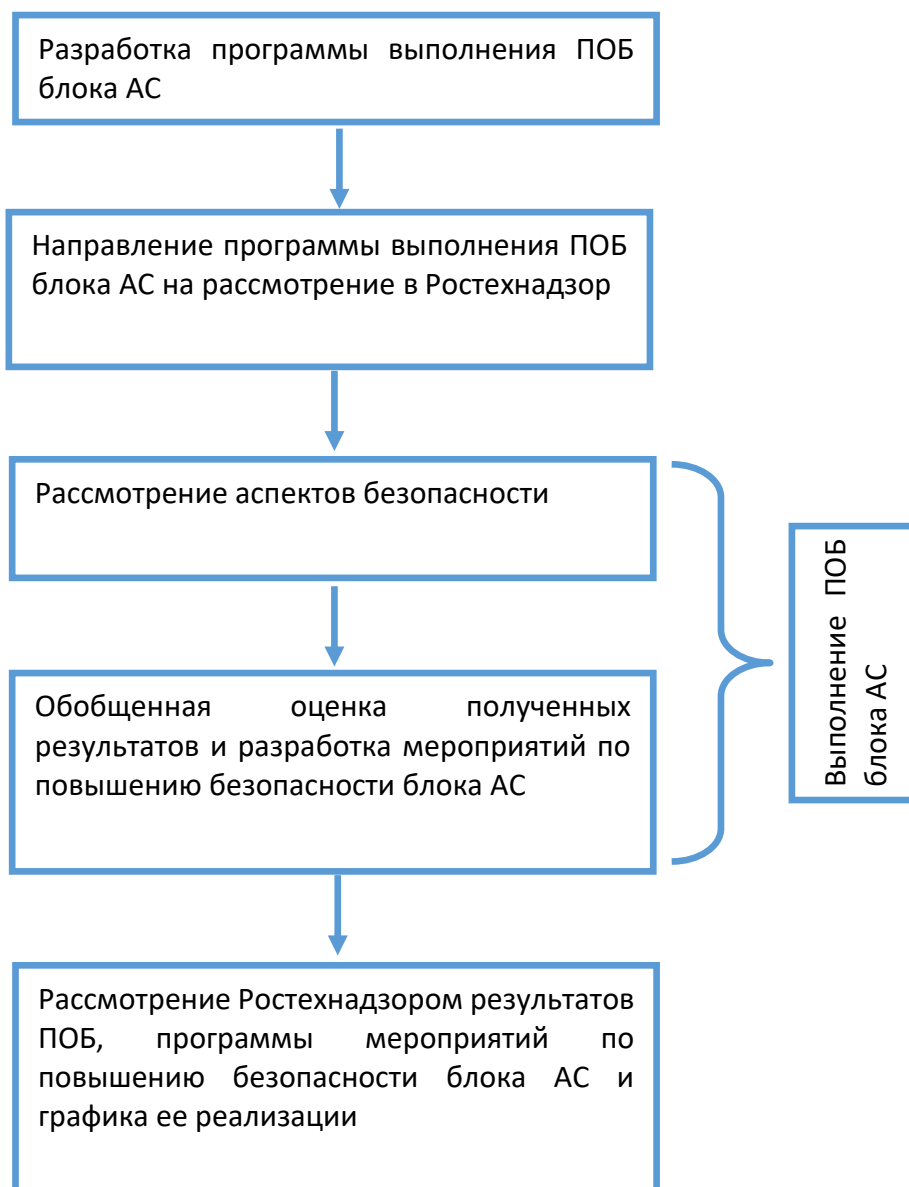 Разработка программы выполнения ПОБ
блока АС
Направление программы выполнения ПОБ
блока АС на рассмотрение в Ростехнадзор
Рассмотрение аспектов безопасности
Обобщенная оценка полученных
результатов и разработка мероприятий по
повышению безопасности блока АС
Выполнение ПОБ
блока АС
Рассмотрение Ростехнадзором результатов
ПОБ, программы мероприятий по
повышению безопасности блока АС и
графика ее реализации